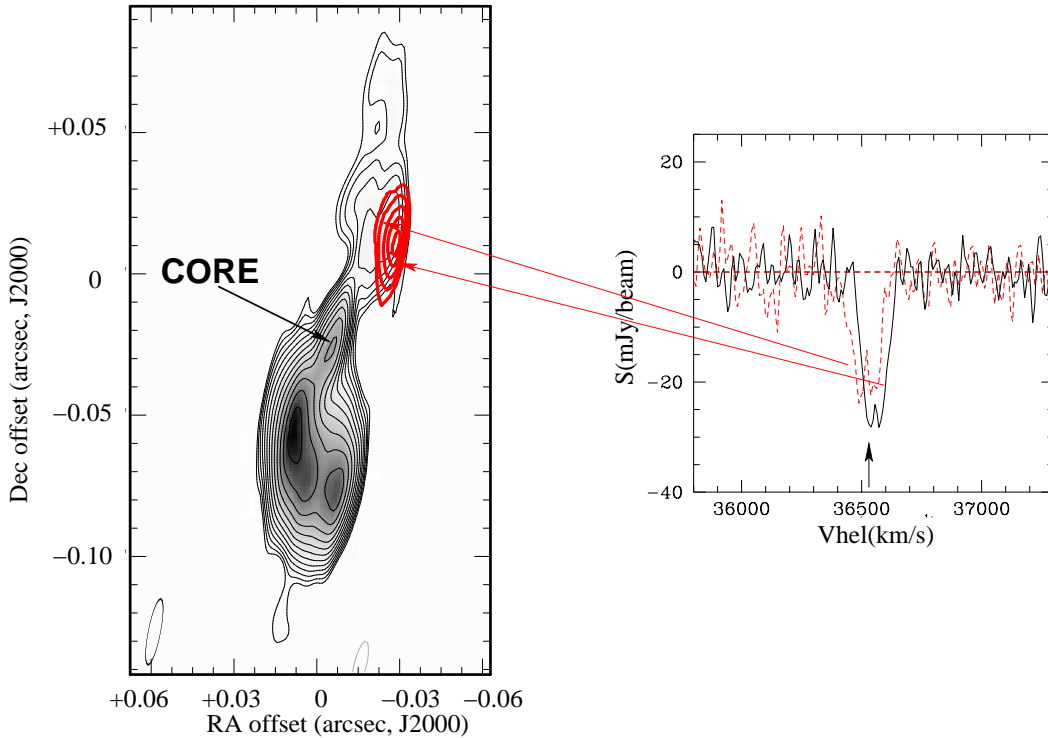 CORE
+0.05
0
−0.05
−0.10
Dec offset (arcsec, J2000)
+0.06 +0.03 0 −0.03 −0.06
RA offset (arcsec, J2000)
20
0
−20
−40
S(mJy/beam)
36000 36500 37000
Vhel(km/s)